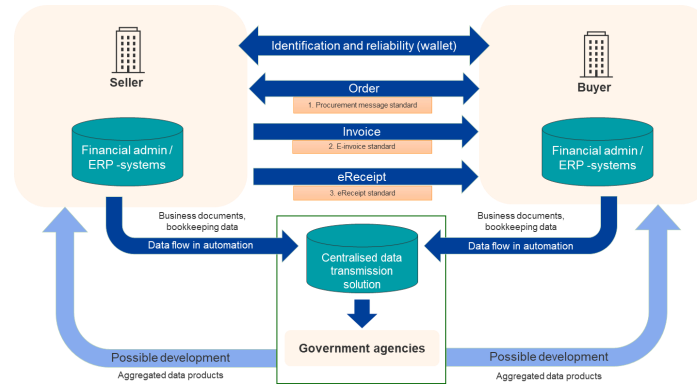 Identification and reliability (wallet)
Seller
Buyer
Order
1. Procurement message standard
Invoice
2. E-invoice standard
Financial admin /
ERP -systems
Financial admin /
ERP -systems
eReceipt
3. eReceipt standard
Business documents,
bookkeeping data
Data flow in automation
Business documents,
bookkeeping data
Data flow in automation
Centralised data
transmission
solution
Government agencies
Possible development
Aggregated data products
Possible development
Aggregated data products